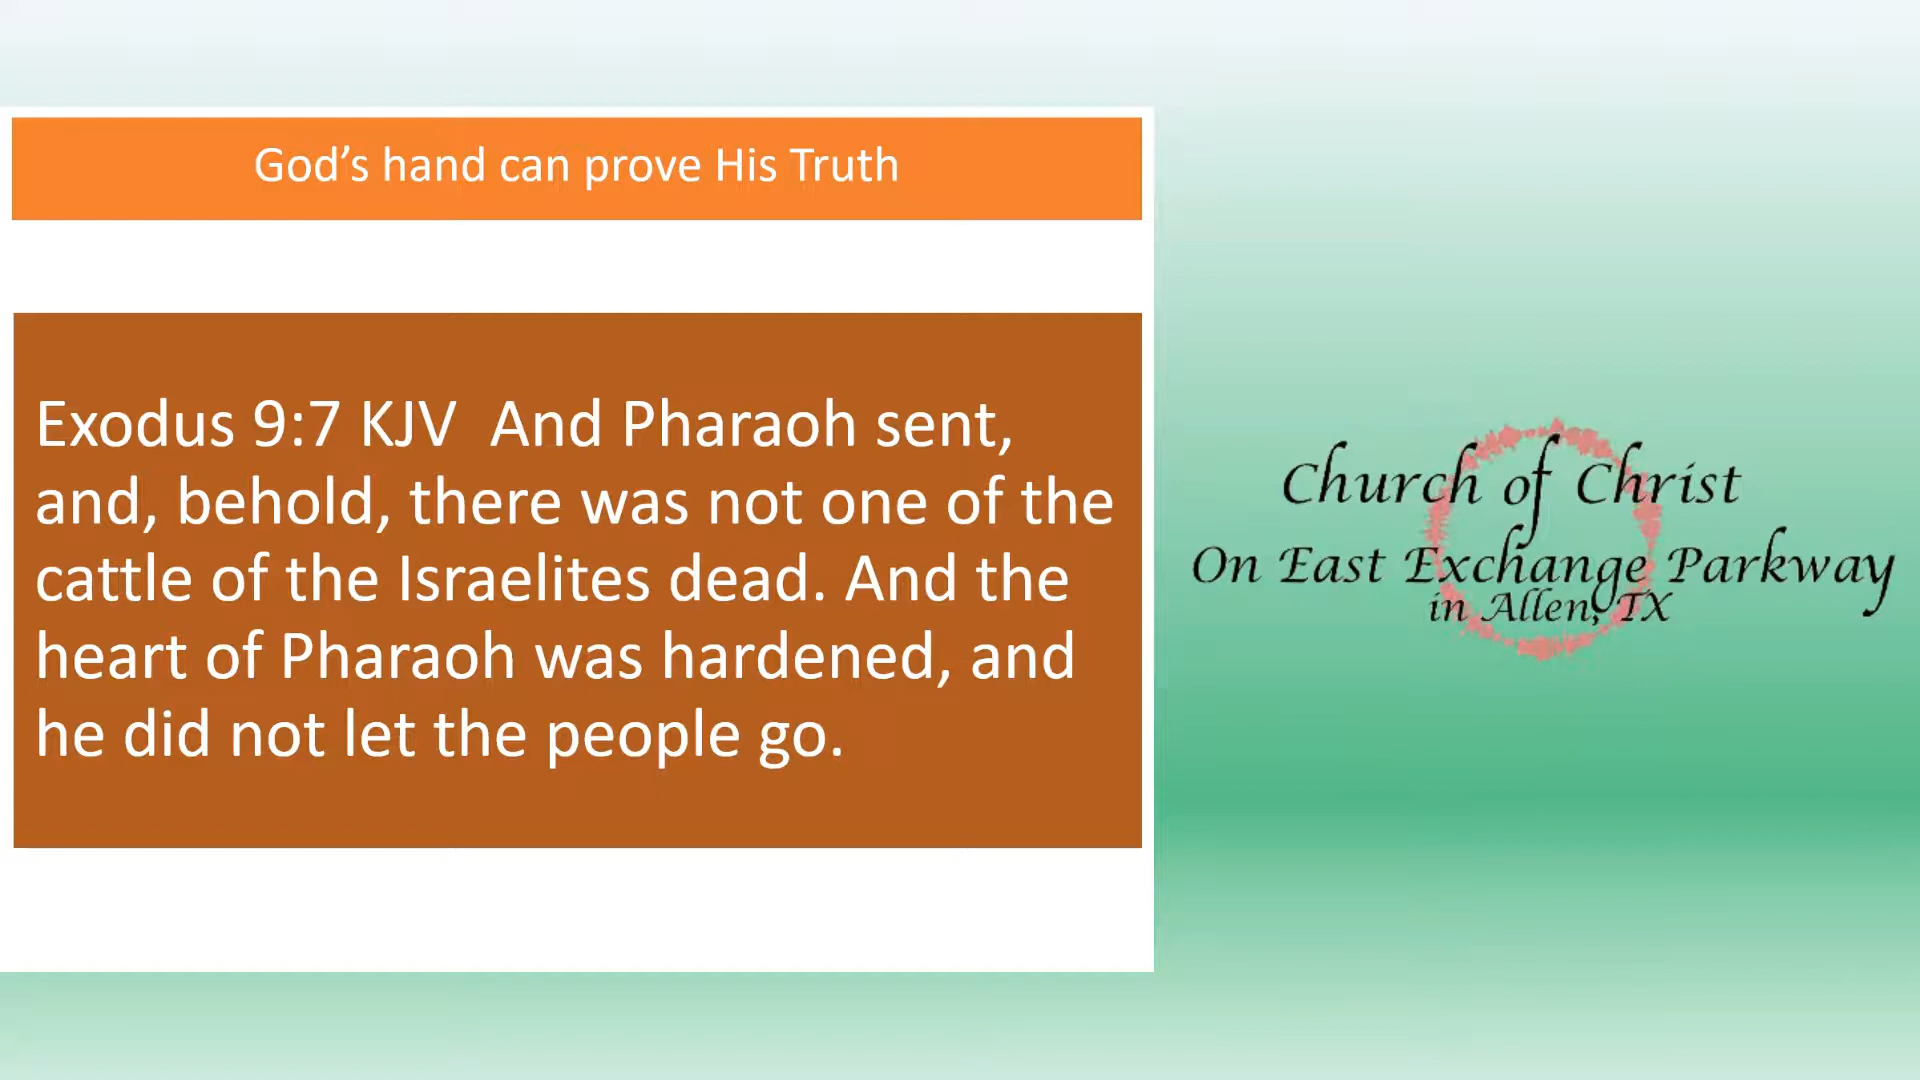 God’s hand can prove His Truth
Exodus 9:7 KJV  And Pharaoh sent,
and, behold, there was not one of the
cattle of the Israelites dead. And the
heart of Pharaoh was hardened, and
he did not let the people go.
Church of Christ
On East Exchange Parkway
in Allen, TX